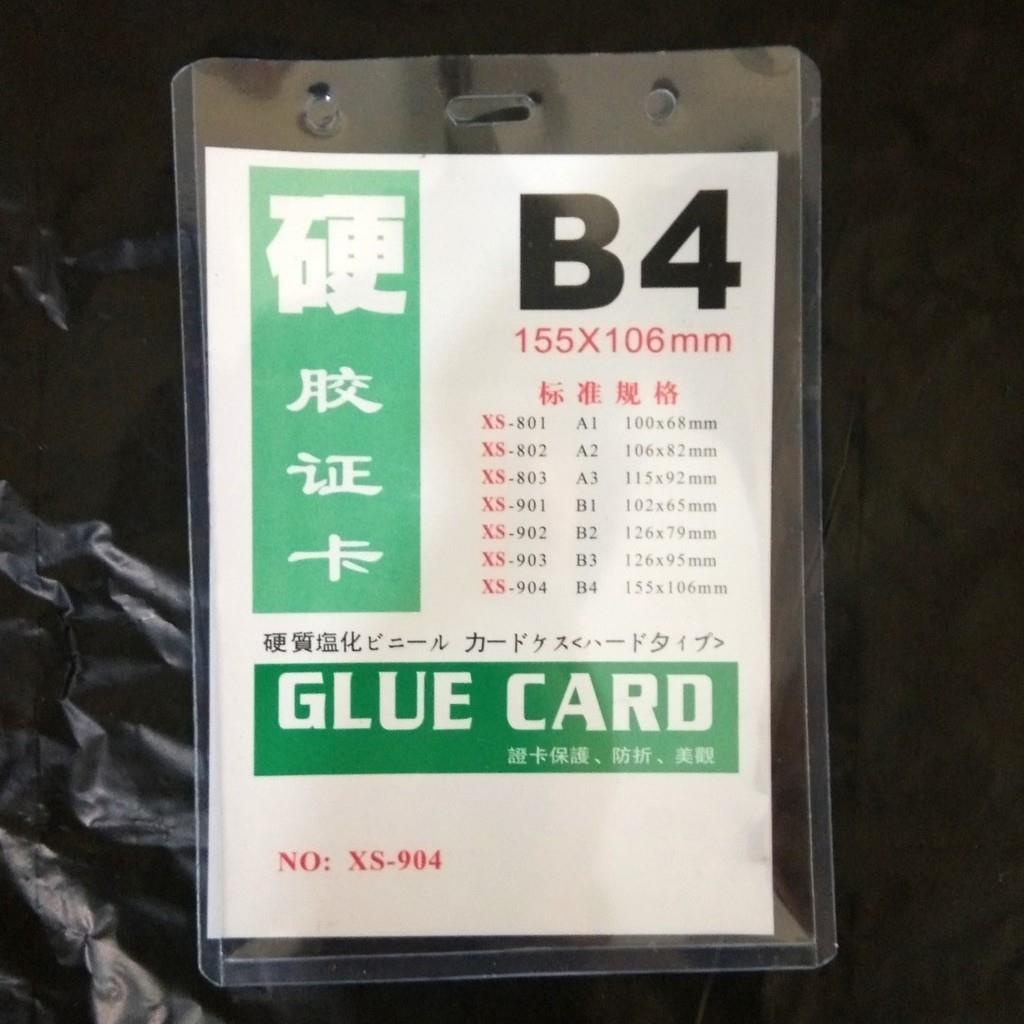 硬
胶
证
卡
B4
155X106mm
标准规格
XS-801 A1 100x68mm
XS-802 A2 106x82mm
XS-803 A3 115x92mm
XS-901 B1 102x65mm
XS-902 B2 126x79mm
XS-903 B3 126x95mm
XS-904 B4 155x106mm
硬質塩化ビニール カードケス<ハードタイプ>
GLUE CARD
證卡保護、防折、美觀
NO: XS-904